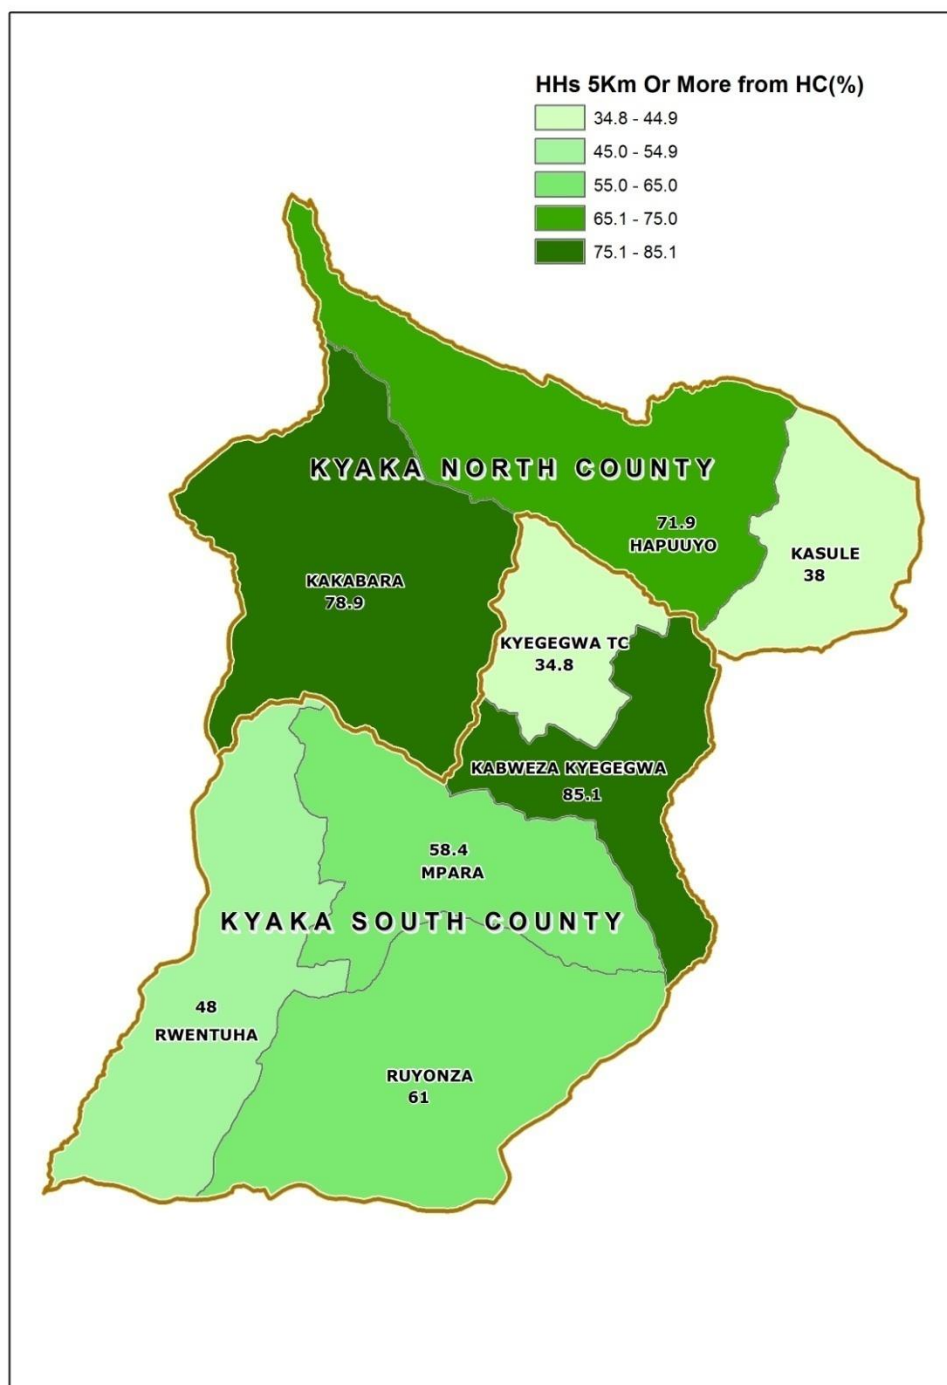 HHs 5Km Or More from HC(%)
34.8 - 44.9
45.0 - 54.9
55.0 - 65.0
65.1 - 75.0
75.1 - 85.1
KYAKA NORTH COUNTY
71.9
HAPUUYO
KASULE
38
KAKABARA
78.9
KYEGEGWA TC
34.8
KABWEZA KYEGEGWA
85.1
58.4
MPARA
KYAKA SOUTH COUNTY
48
RWENTUHA
RUYONZA
61